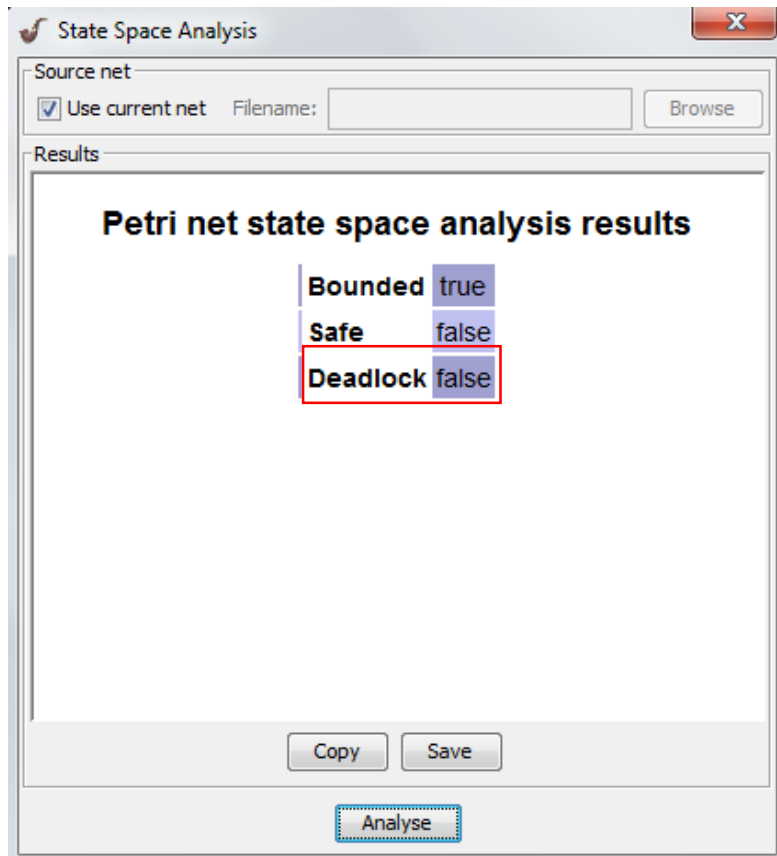 State Space Analysis
Source net
Use current net Filename: Browse
Results
Petri net state space analysis results
Bounded true
Safe false
Deadlock false
Copy Save
Analyse